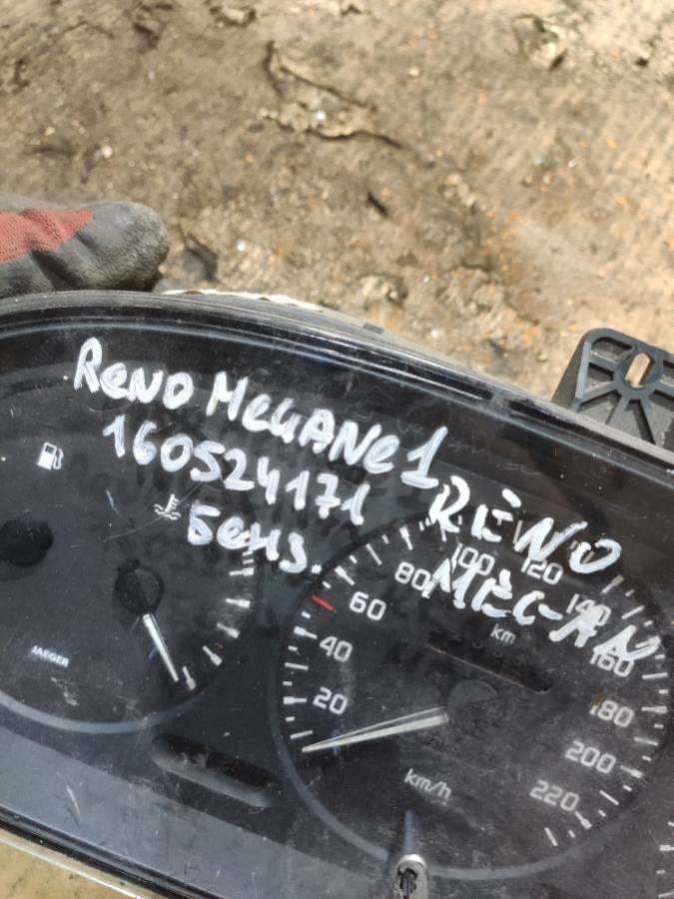 RENO MEGANE 1
160524171
бенз.
RENO
MEGAN
JAEGER
20
40
60
80
100
120
140
160
180
200
220
km
km/h